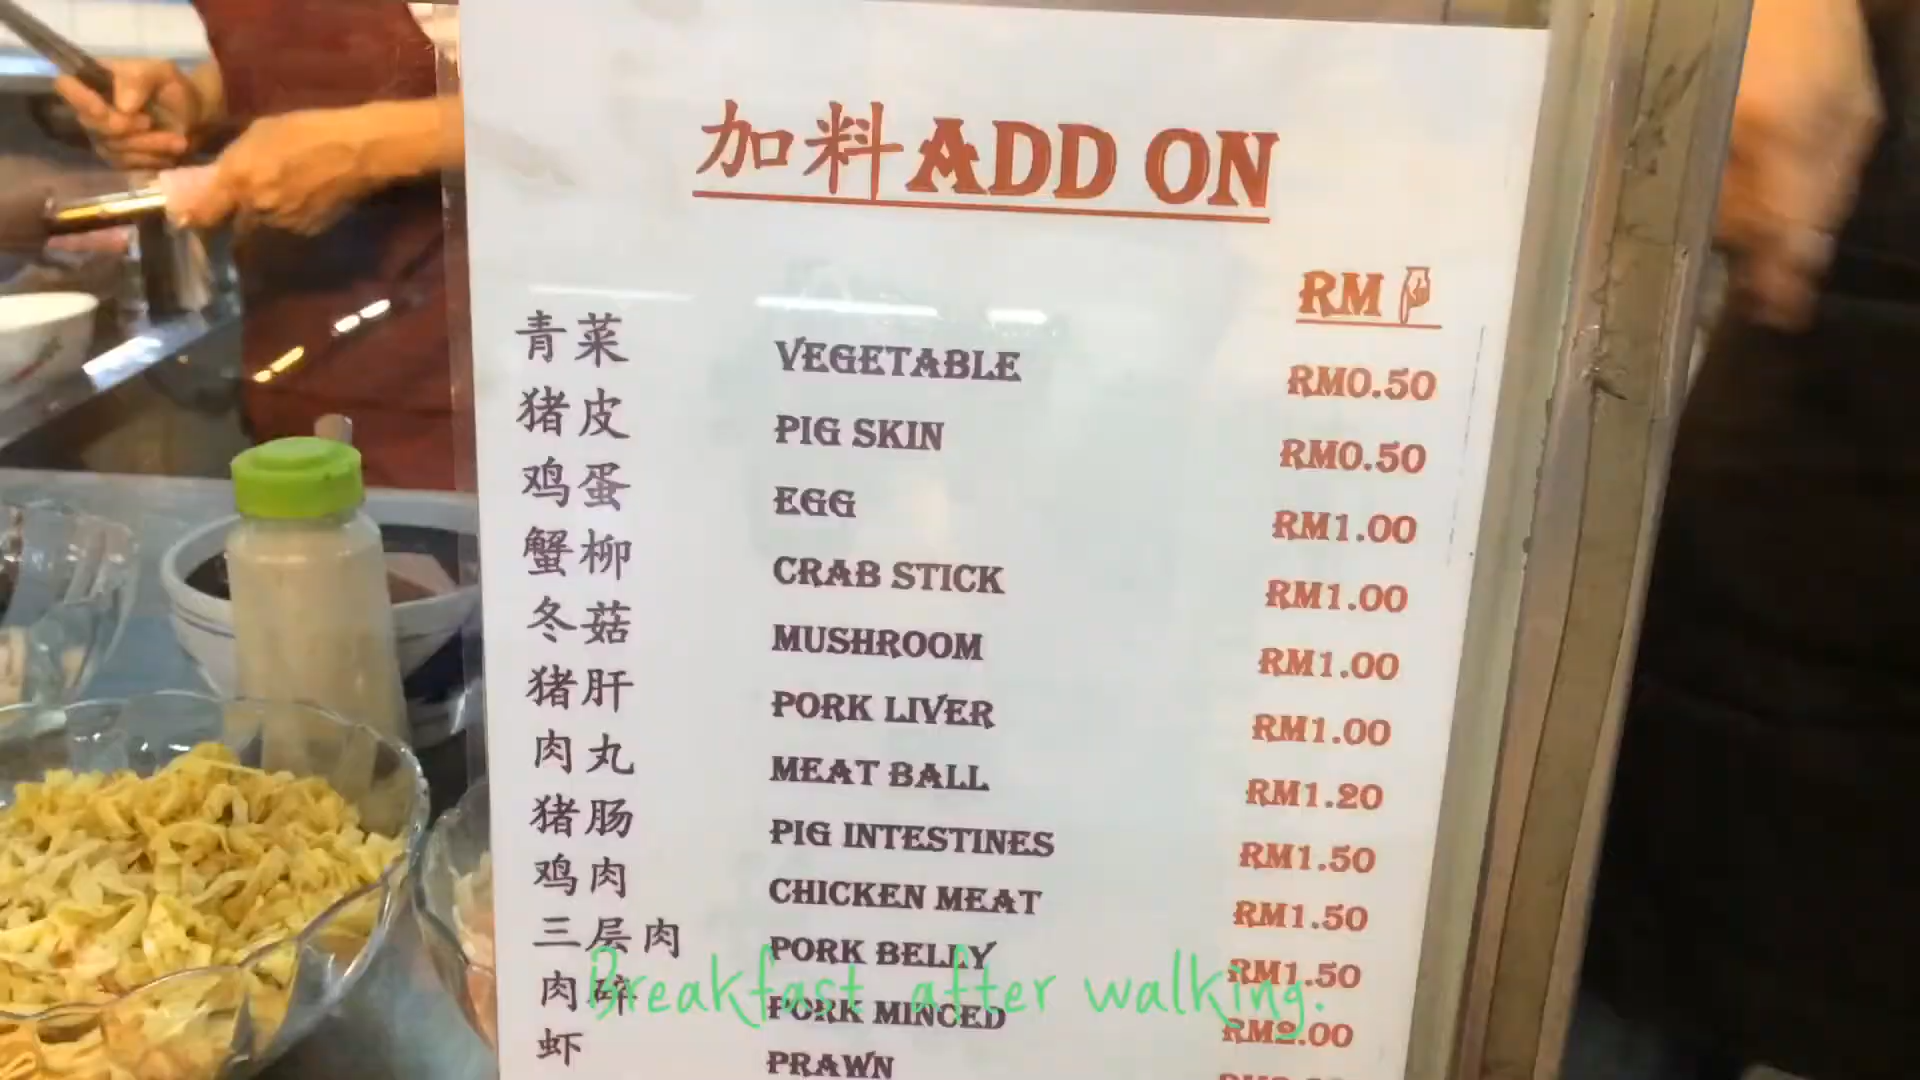 加料 ADD ON
RM
青菜 VEGETABLE RM0.50
猪皮 PIG SKIN RM0.50
鸡蛋 EGG RM1.00
蟹柳 CRAB STICK RM1.00
冬菇 MUSHROOM RM1.00
猪肝 PORK LIVER RM1.00
肉丸 MEAT BALL RM1.20
猪肠 PIG INTESTINES RM1.50
鸡肉 CHICKEN MEAT RM1.50
三层肉 PORK BELLY RM1.50
肉碎 PORK MINCED RM2.00
Breakfast after walking.
虾 PRAWN